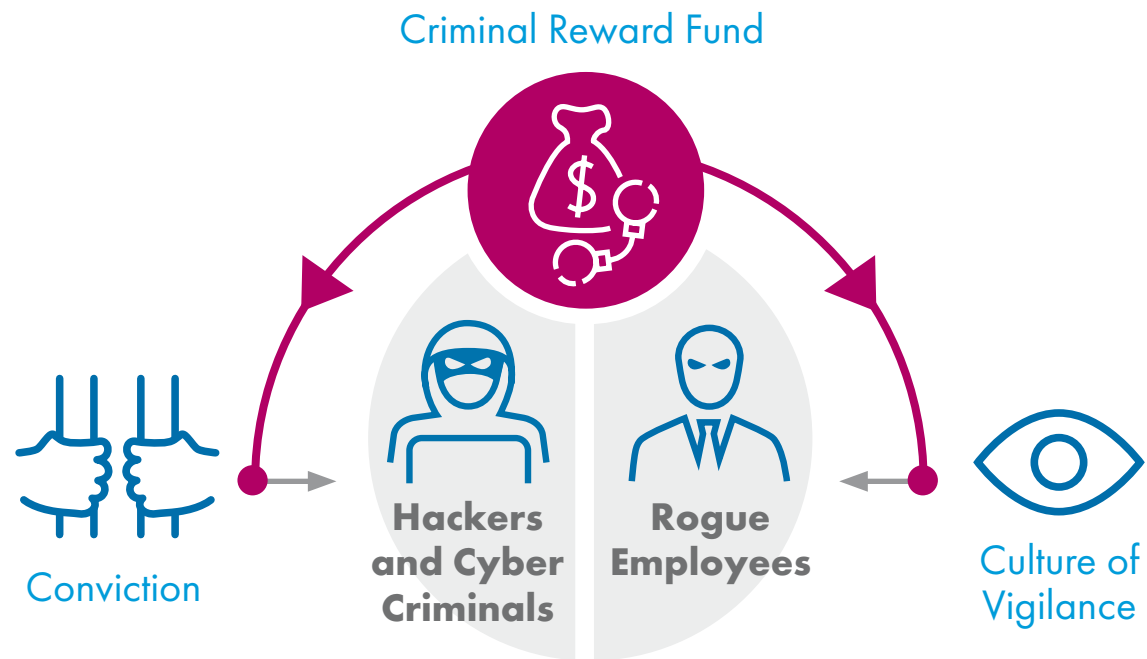 Criminal Reward Fund
$
Hackers
and Cyber
Criminals
Rogue
Employees
Conviction
Culture of
Vigilance